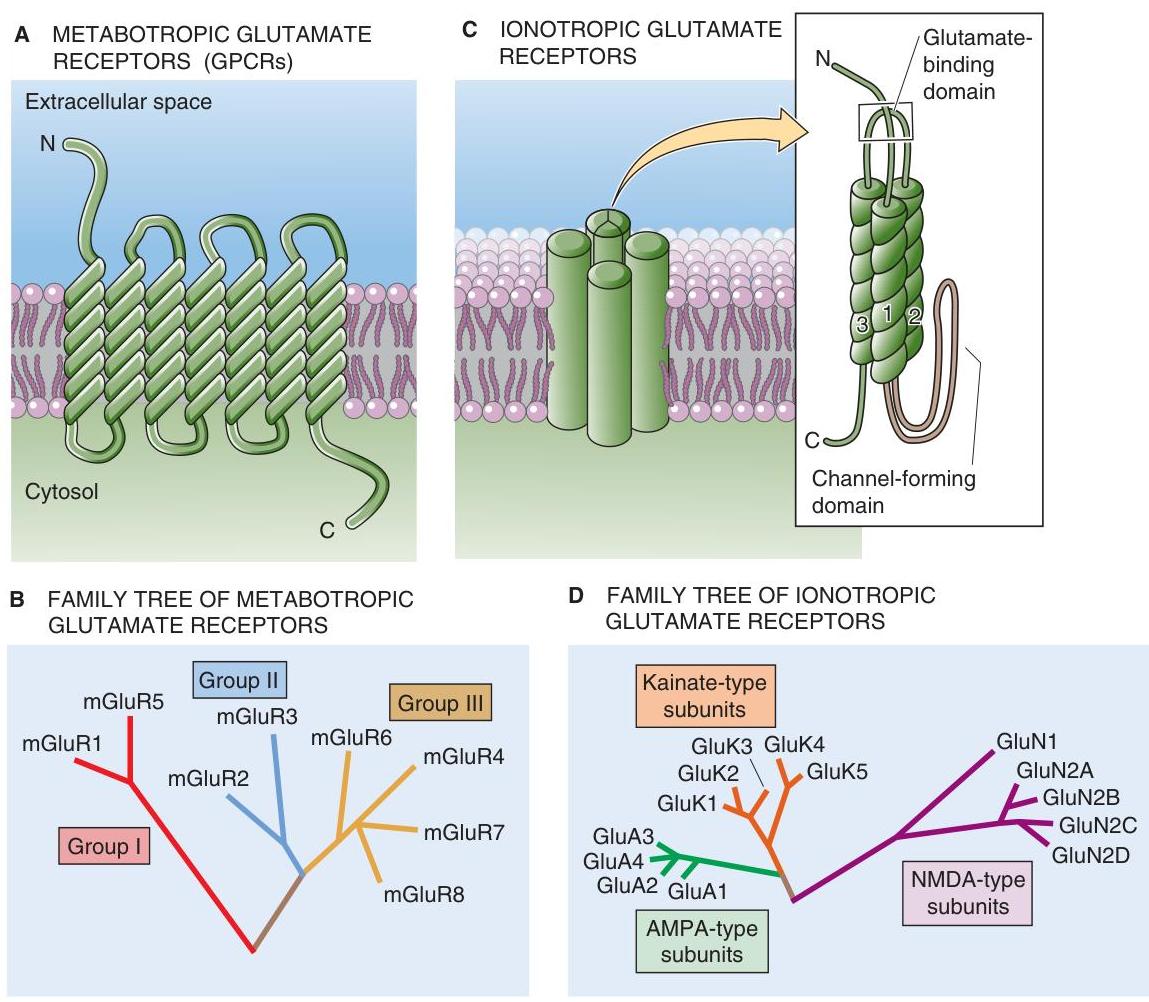 A METABOTROPIC GLUTAMATE
RECEPTORS (GPCRs)
Extracellular space
N
Cytosol
C
C IONOTROPIC GLUTAMATE
RECEPTORS
N
Glutamate-
binding
domain
3 1 2
C
Channel-forming
domain
B FAMILY TREE OF METABOTROPIC
GLUTAMATE RECEPTORS
Group II
mGluR5
Group III
mGluR3
mGluR1
mGluR6
mGluR4
mGluR2
mGluR7
Group I
mGluR8
D FAMILY TREE OF IONOTROPIC
GLUTAMATE RECEPTORS
Kainate-type
subunits
GluK3 GluK4
GluN1
GluK2 GluK5
GluN2A
GluK1
GluN2B
GluN2C
GluA3
GluN2D
GluA4
GluA2 GluA1
NMDA-type
subunits
AMPA-type
subunits